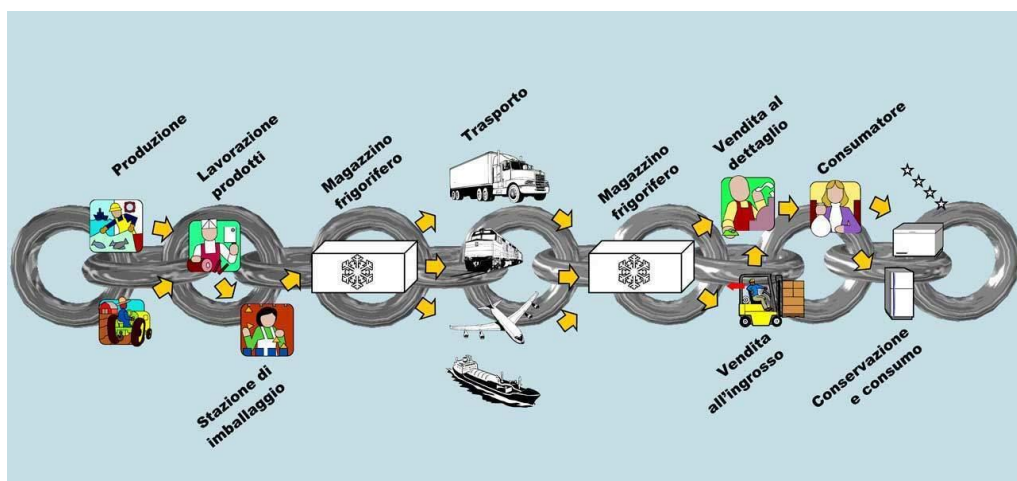 Produzione
Lavorazione
prodotti
Stazione di
imballaggio
Magazzino
frigorifero
Trasporto
Magazzino
frigorifero
Vendita al
dettaglio
Vendita
all'ingrosso
Consumatore
Conservazione
e consumo